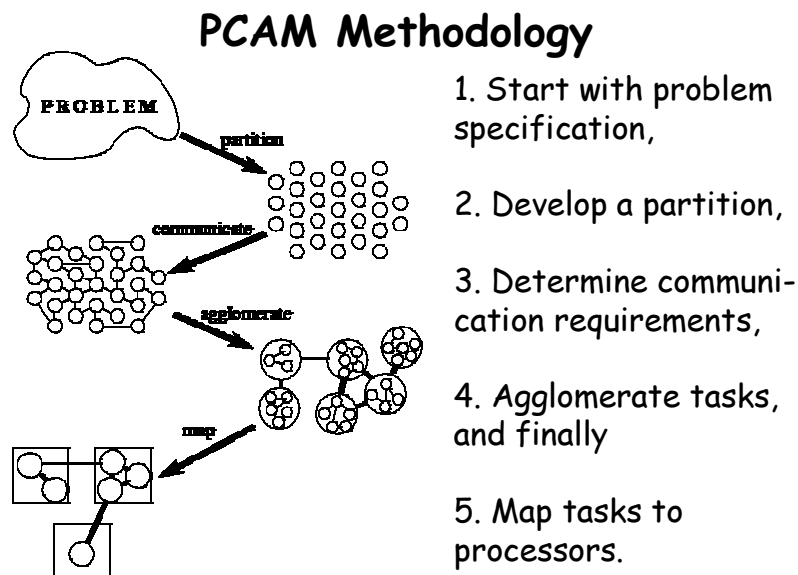 PCAM Methodology
PROBLEM
partition
communicate
agglomerate
map
1. Start with problem
specification,
2. Develop a partition,
3. Determine communi-
cation requirements,
4. Agglomerate tasks,
and finally
5. Map tasks to
processors.